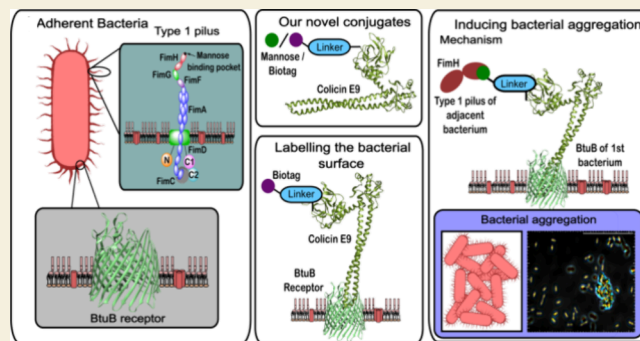 Adherent Bacteria
Type 1 pilus
FimH
Mannose
binding pocket
FimG
FimF
FimA
FimD
N
C1
C2
FimC
BtuB receptor
Our novel conjugates
Linker
Mannose /
Biotag
Colicin E9
Labelling the bacterial
surface
Biotag
Linker
Colicin E9
BtuB
Receptor
Inducing bacterial aggregation
Mechanism
FimH
Linker
Type 1 pilus of
adjacent
bacterium
BtuB of 1st
bacterium
Bacterial aggregation